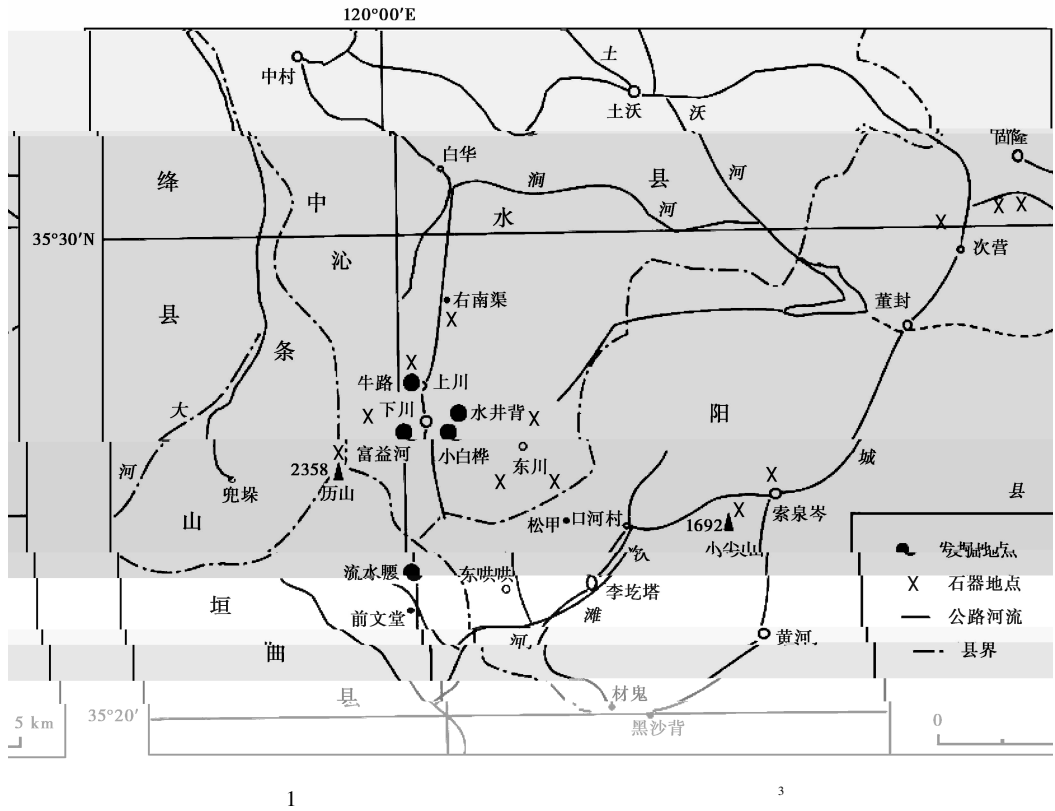 120°00′E
土
中村
土沃
沃
固隆
白华
绛
涧
县
河
中
水
河
35°30′N
沁
次营
右南渠
县
董封
条
牛路
上川
大
下川
水井背
阳
富益河
小白桦
东川
城
河
2358
历山
兜垛
索泉岑
县
山
松甲
口河村
1692
小尖山
发掘地点
流水腰
东哄哄
李圪塔
石器地点
垣
前文堂
滩
公路河流
曲
河
黄河
县界
县
材鬼
5 km
35°20′
黑沙背
0
1
3